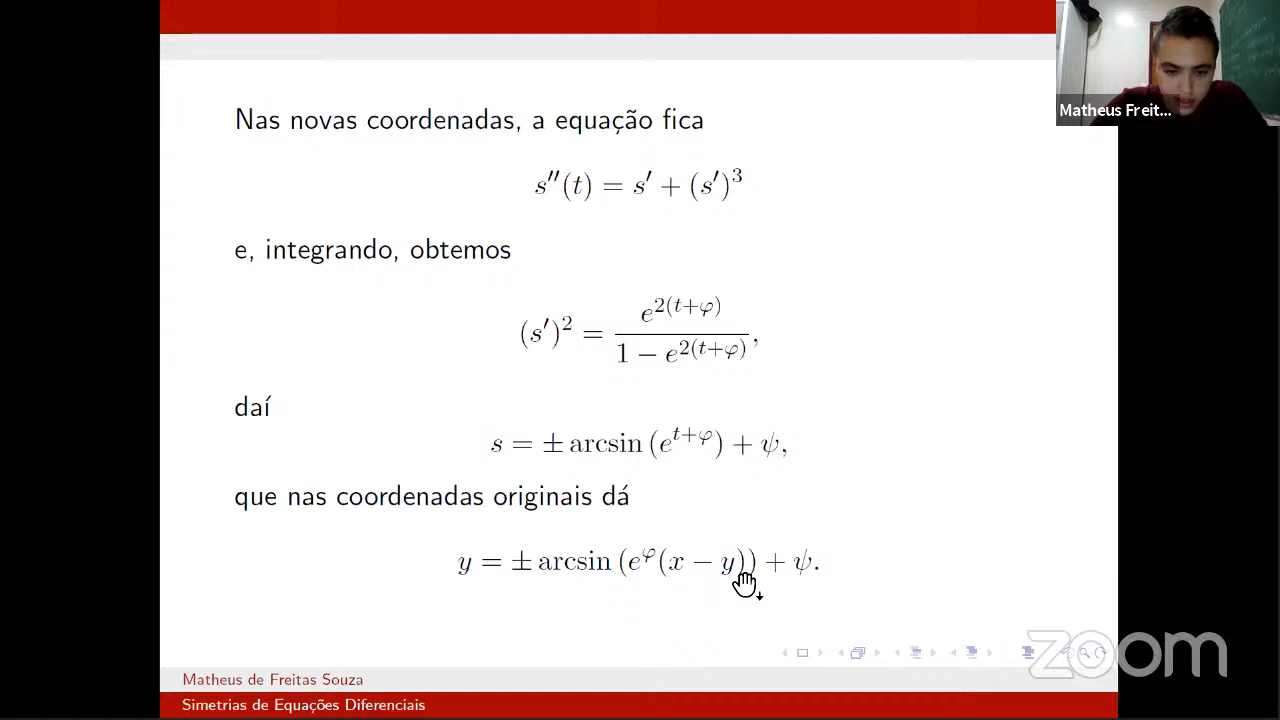 Nas novas coordenadas, a equação fica
s′′(t) = s′ + (s′)³
e, integrando, obtemos
(s′)² = e^{2(t+φ)} / (1 − e^{2(t+φ)}),
daí
s = ± arcsin (e^{t+φ}) + ψ,
que nas coordenadas originais dá
y = ± arcsin (e^φ(x − y)) + ψ.
Matheus Freit...
zoom
Matheus de Freitas Souza
Simetrias de Equações Diferenciais